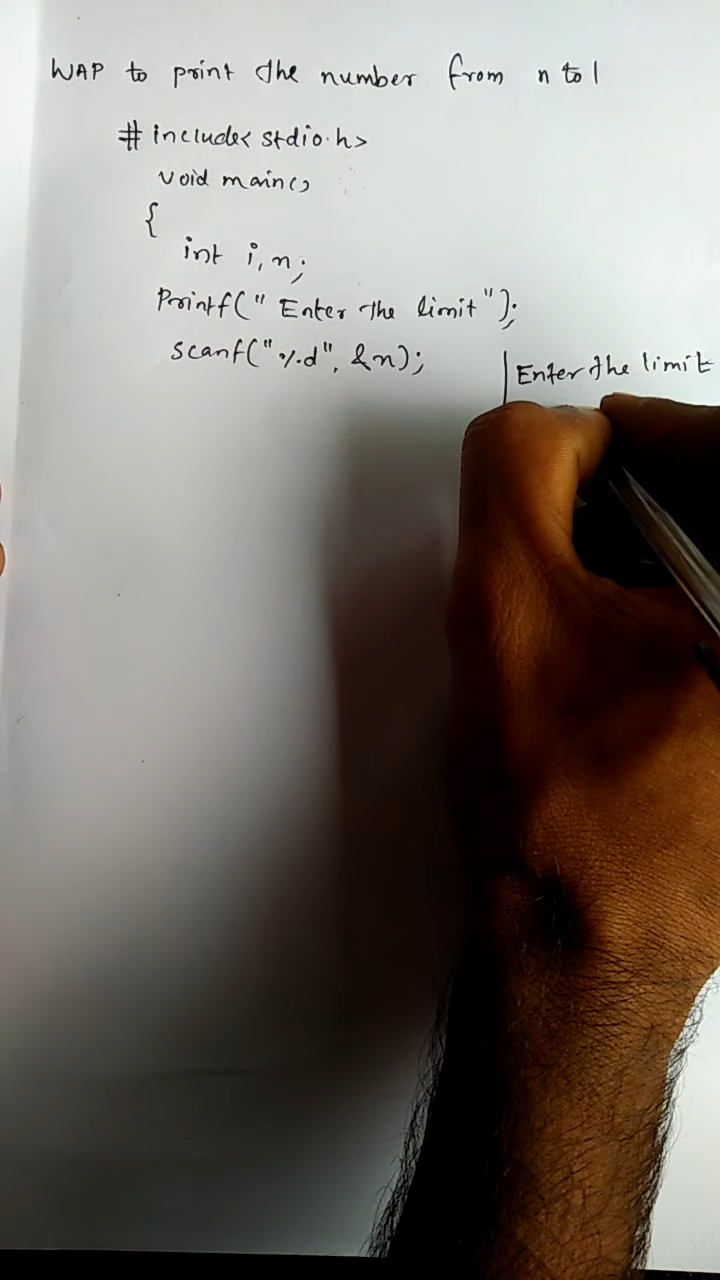 WAP to print the number from n to 1
# include< stdio.h>
void main()
{
int i, n;
Printf(" Enter the limit");
scanf("%d", &n);
Enter the limit